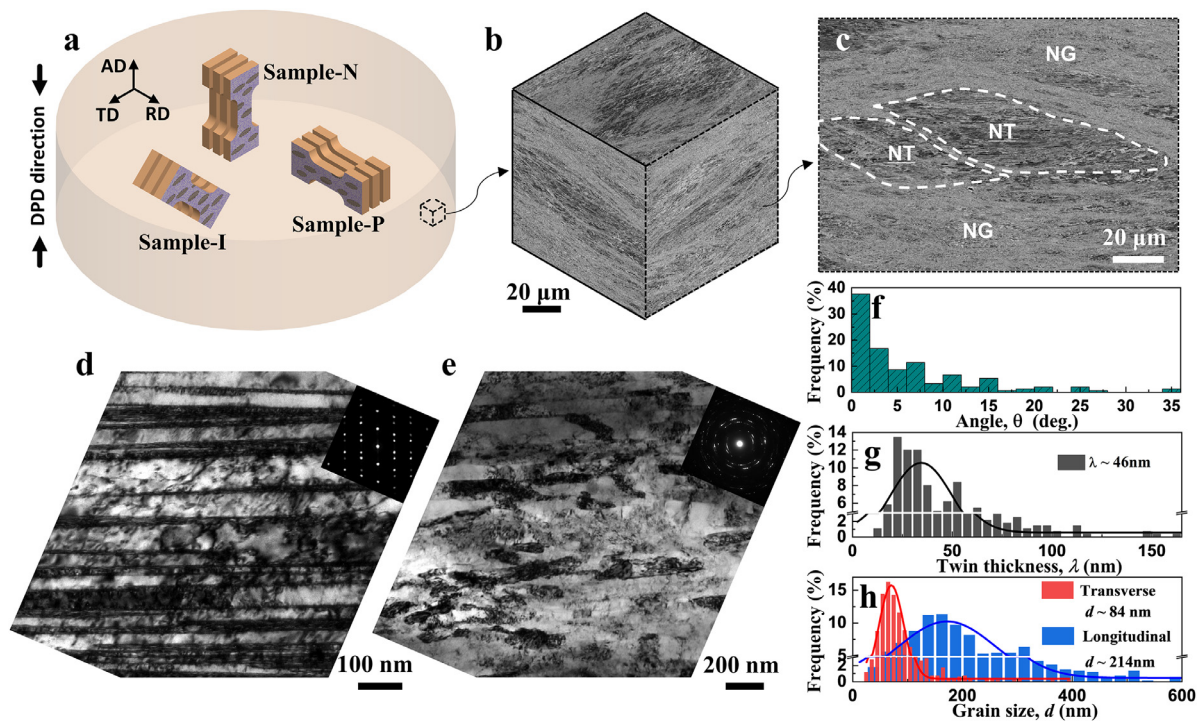 a
AD
TD
RD
DPD direction
Sample-N
Sample-P
Sample-I
b
20 μm
c
NG
NT
NT
NG
20 μm
d
100 nm
e
200 nm
f
Frequency (%)
40
30
20
10
0
0 5 10 15 20 25 30 35
Angle, θ (deg.)
g
Frequency (%)
14
12
10
8
6
4
2
0
λ ~ 46nm
0 50 100 150
Twin thickness, λ (nm)
h
Frequency (%)
15
10
5
2
0
Transverse
d ~ 84 nm
Longitudinal
d ~ 214nm
0 200 400 600
Grain size, d (nm)